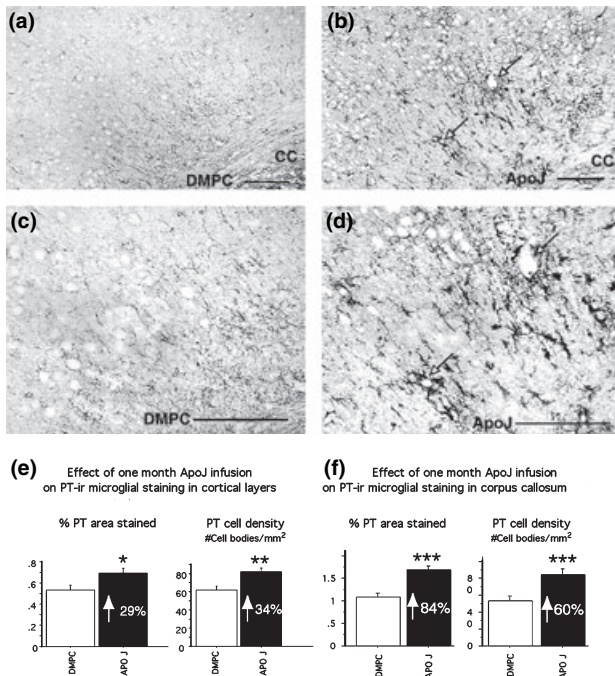 (a)
(b)
CC
DMPC
CC
ApoJ
(c)
(d)
DMPC
ApoJ
(e)
Effect of one month ApoJ infusion
on PT-ir microglial staining in cortical layers
(f)
Effect of one month ApoJ infusion
on PT-ir microglial staining in corpus callosum
% PT area stained
PT cell density
#Cell bodies/mm²
% PT area stained
PT cell density
#Cell bodies/mm²
.8
.6
.4
.2
0
*
29%
DMPC
APO J
80
60
40
20
0
**
34%
DMPC
APO J
1.5
1
.5
0
***
84%
DMPC
APO J
0
8
0
4
0
0
***
60%
DMPC
APO J